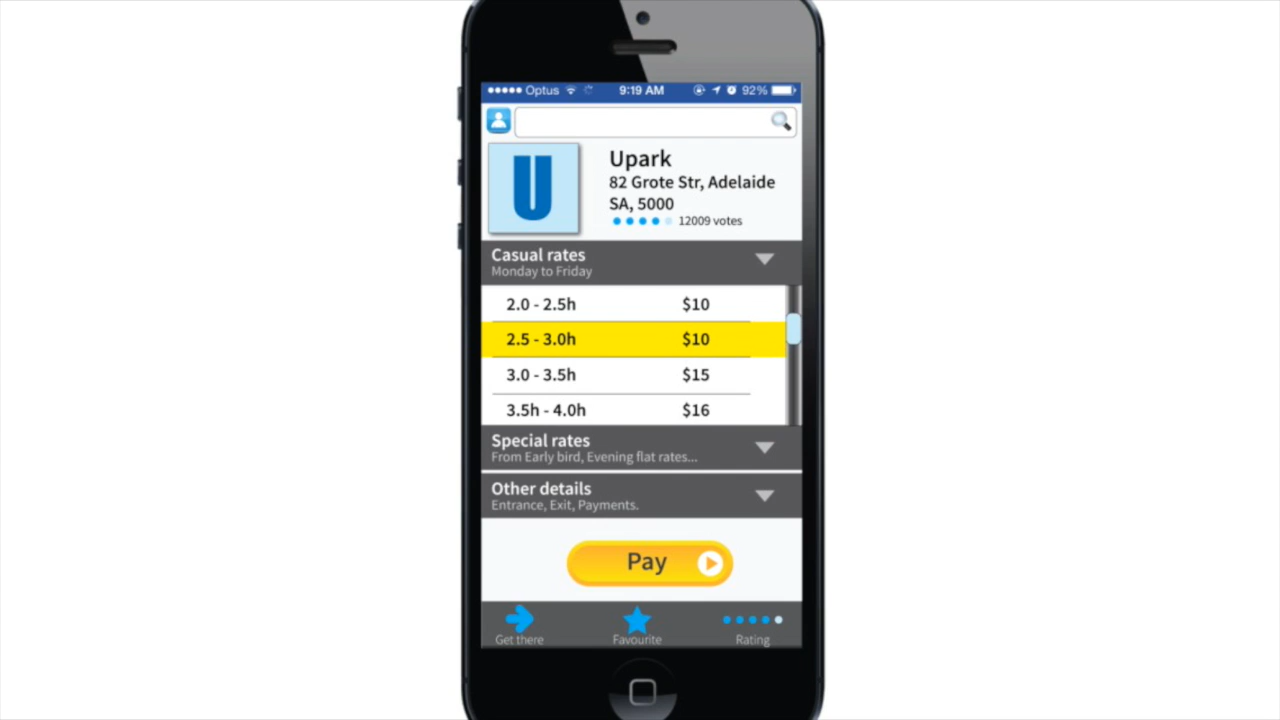 Optus 9:19 AM 92%
U
Upark
82 Grote Str, Adelaide
SA, 5000
12009 votes
Casual rates
Monday to Friday
2.0 - 2.5h $10
2.5 - 3.0h $10
3.0 - 3.5h $15
3.5h - 4.0h $16
Special rates
From Early bird, Evening flat rates...
Other details
Entrance, Exit, Payments.
Pay
Get there Favourite Rating